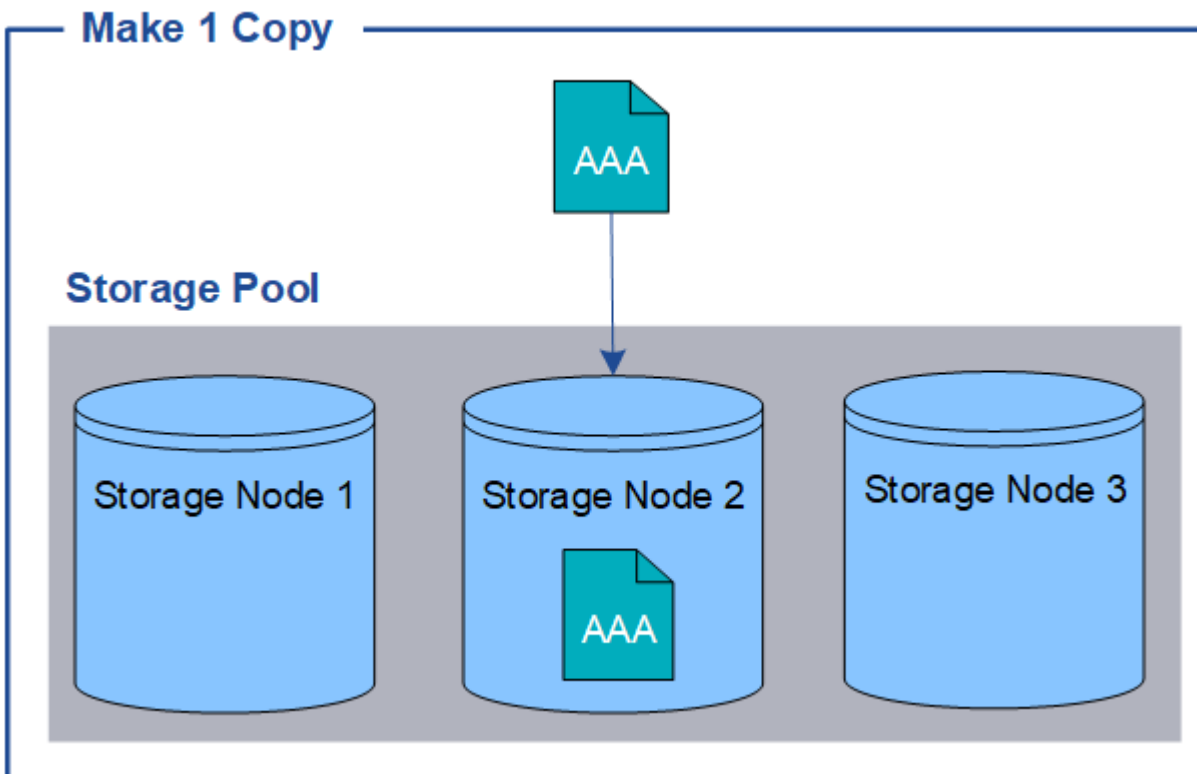 Make 1 Copy
AAA
Storage Pool
Storage Node 1
Storage Node 2
Storage Node 3
AAA